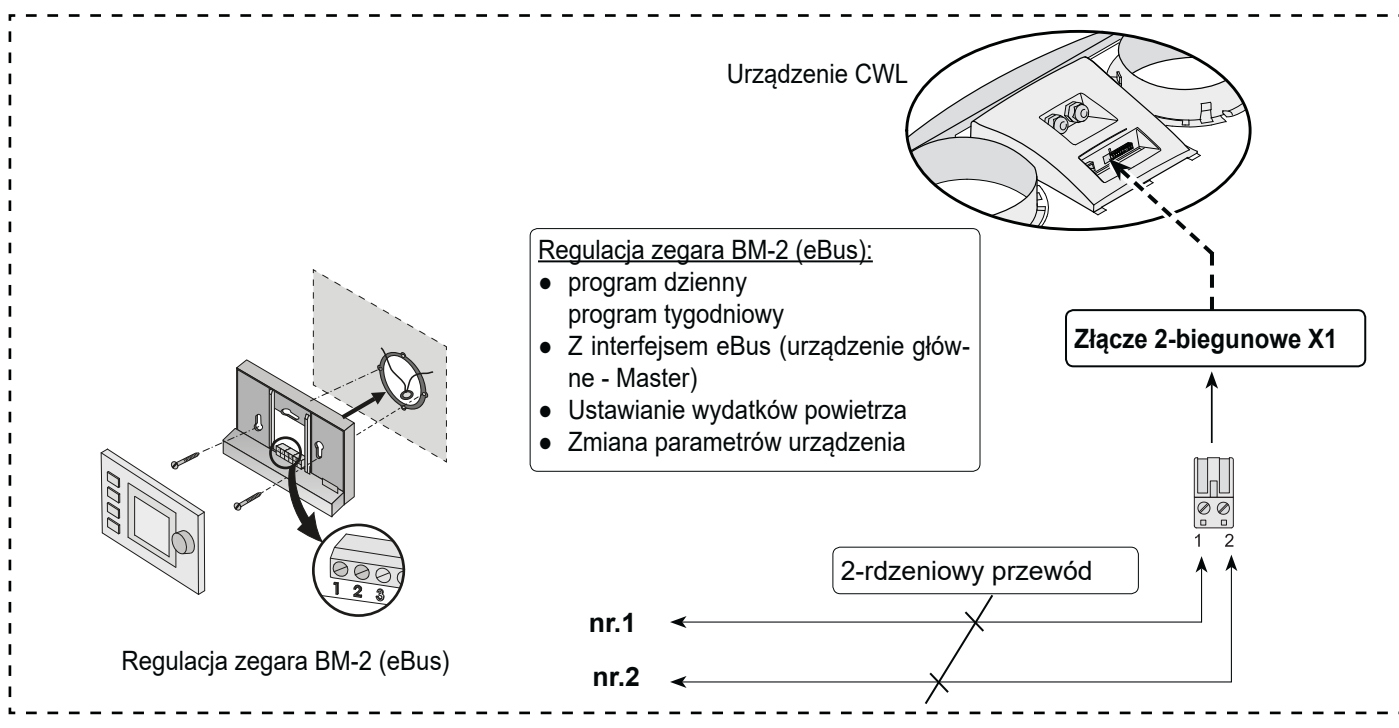 Urządzenie CWL
Regulacja zegara BM-2 (eBus):
● program dzienny
program tygodniowy
● Z interfejsem eBus (urządzenie głów-
ne - Master)
● Ustawianie wydatków powietrza
● Zmiana parametrów urządzenia
Złącze 2-biegunowe X1
1 2
2-rdzeniowy przewód
nr.1
nr.2
1 2 3
Regulacja zegara BM-2 (eBus)